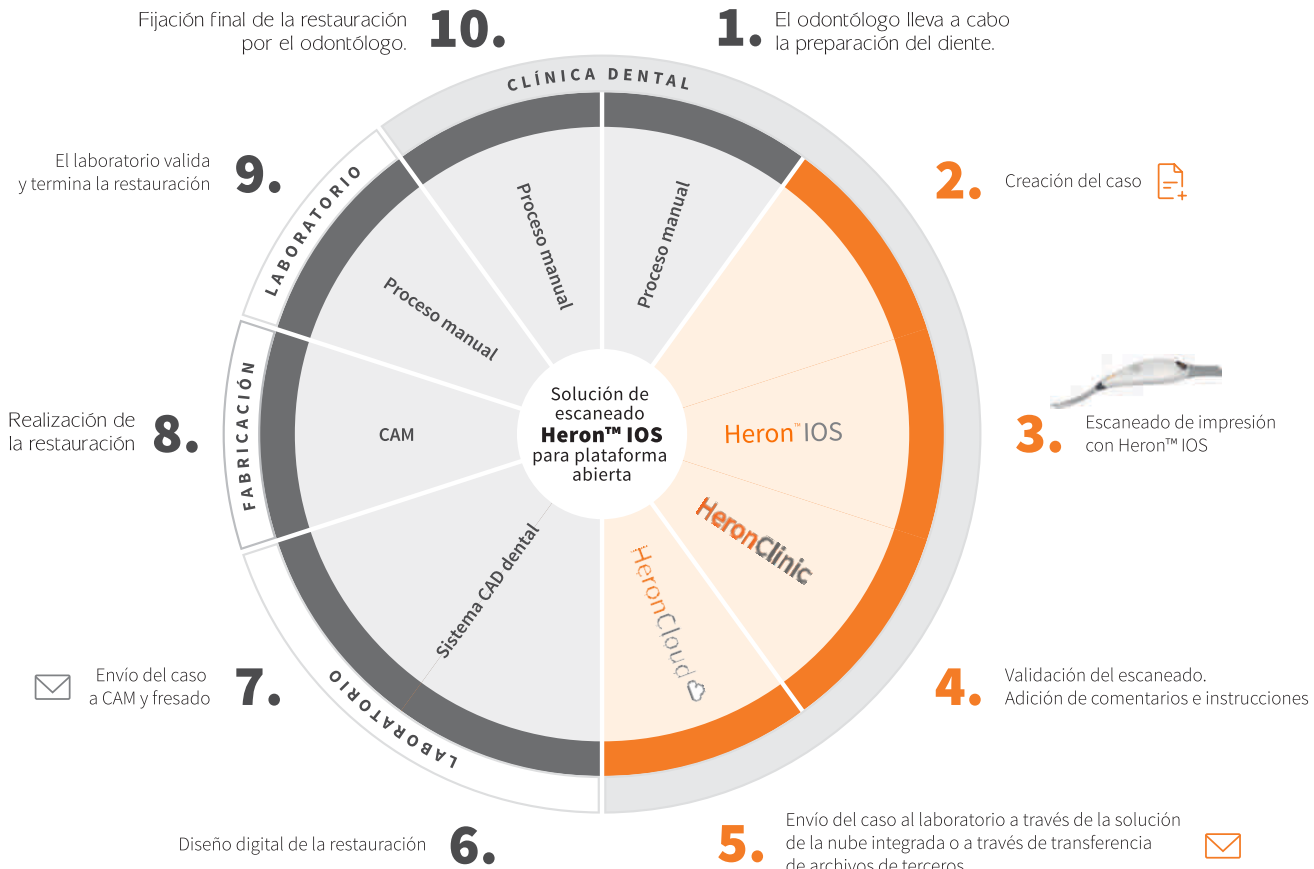 1.
El odontólogo lleva a cabo
la preparación del diente.
2.
Creación del caso
3.
Escaneado de impresión
con Heron™ IOS
4.
Validación del escaneado.
Adición de comentarios e instrucciones
5.
Envío del caso al laboratorio a través de la solución
de la nube integrada o a través de transferencia
de archivos de terceros
6.
Diseño digital de la restauración
7.
Envío del caso
a CAM y fresado
8.
Realización de
la restauración
9.
El laboratorio valida
y termina la restauración
10.
Fijación final de la restauración
por el odontólogo.
CLÍNICA DENTAL
LABORATORIO
FABRICACIÓN
LABORATORIO
Proceso manual
Heron™ IOS
HeronClinic
HeronCloud
Sistema CAD dental
CAM
Proceso manual
Proceso manual
Solución de
escaneado
Heron™ IOS
para plataforma
abierta